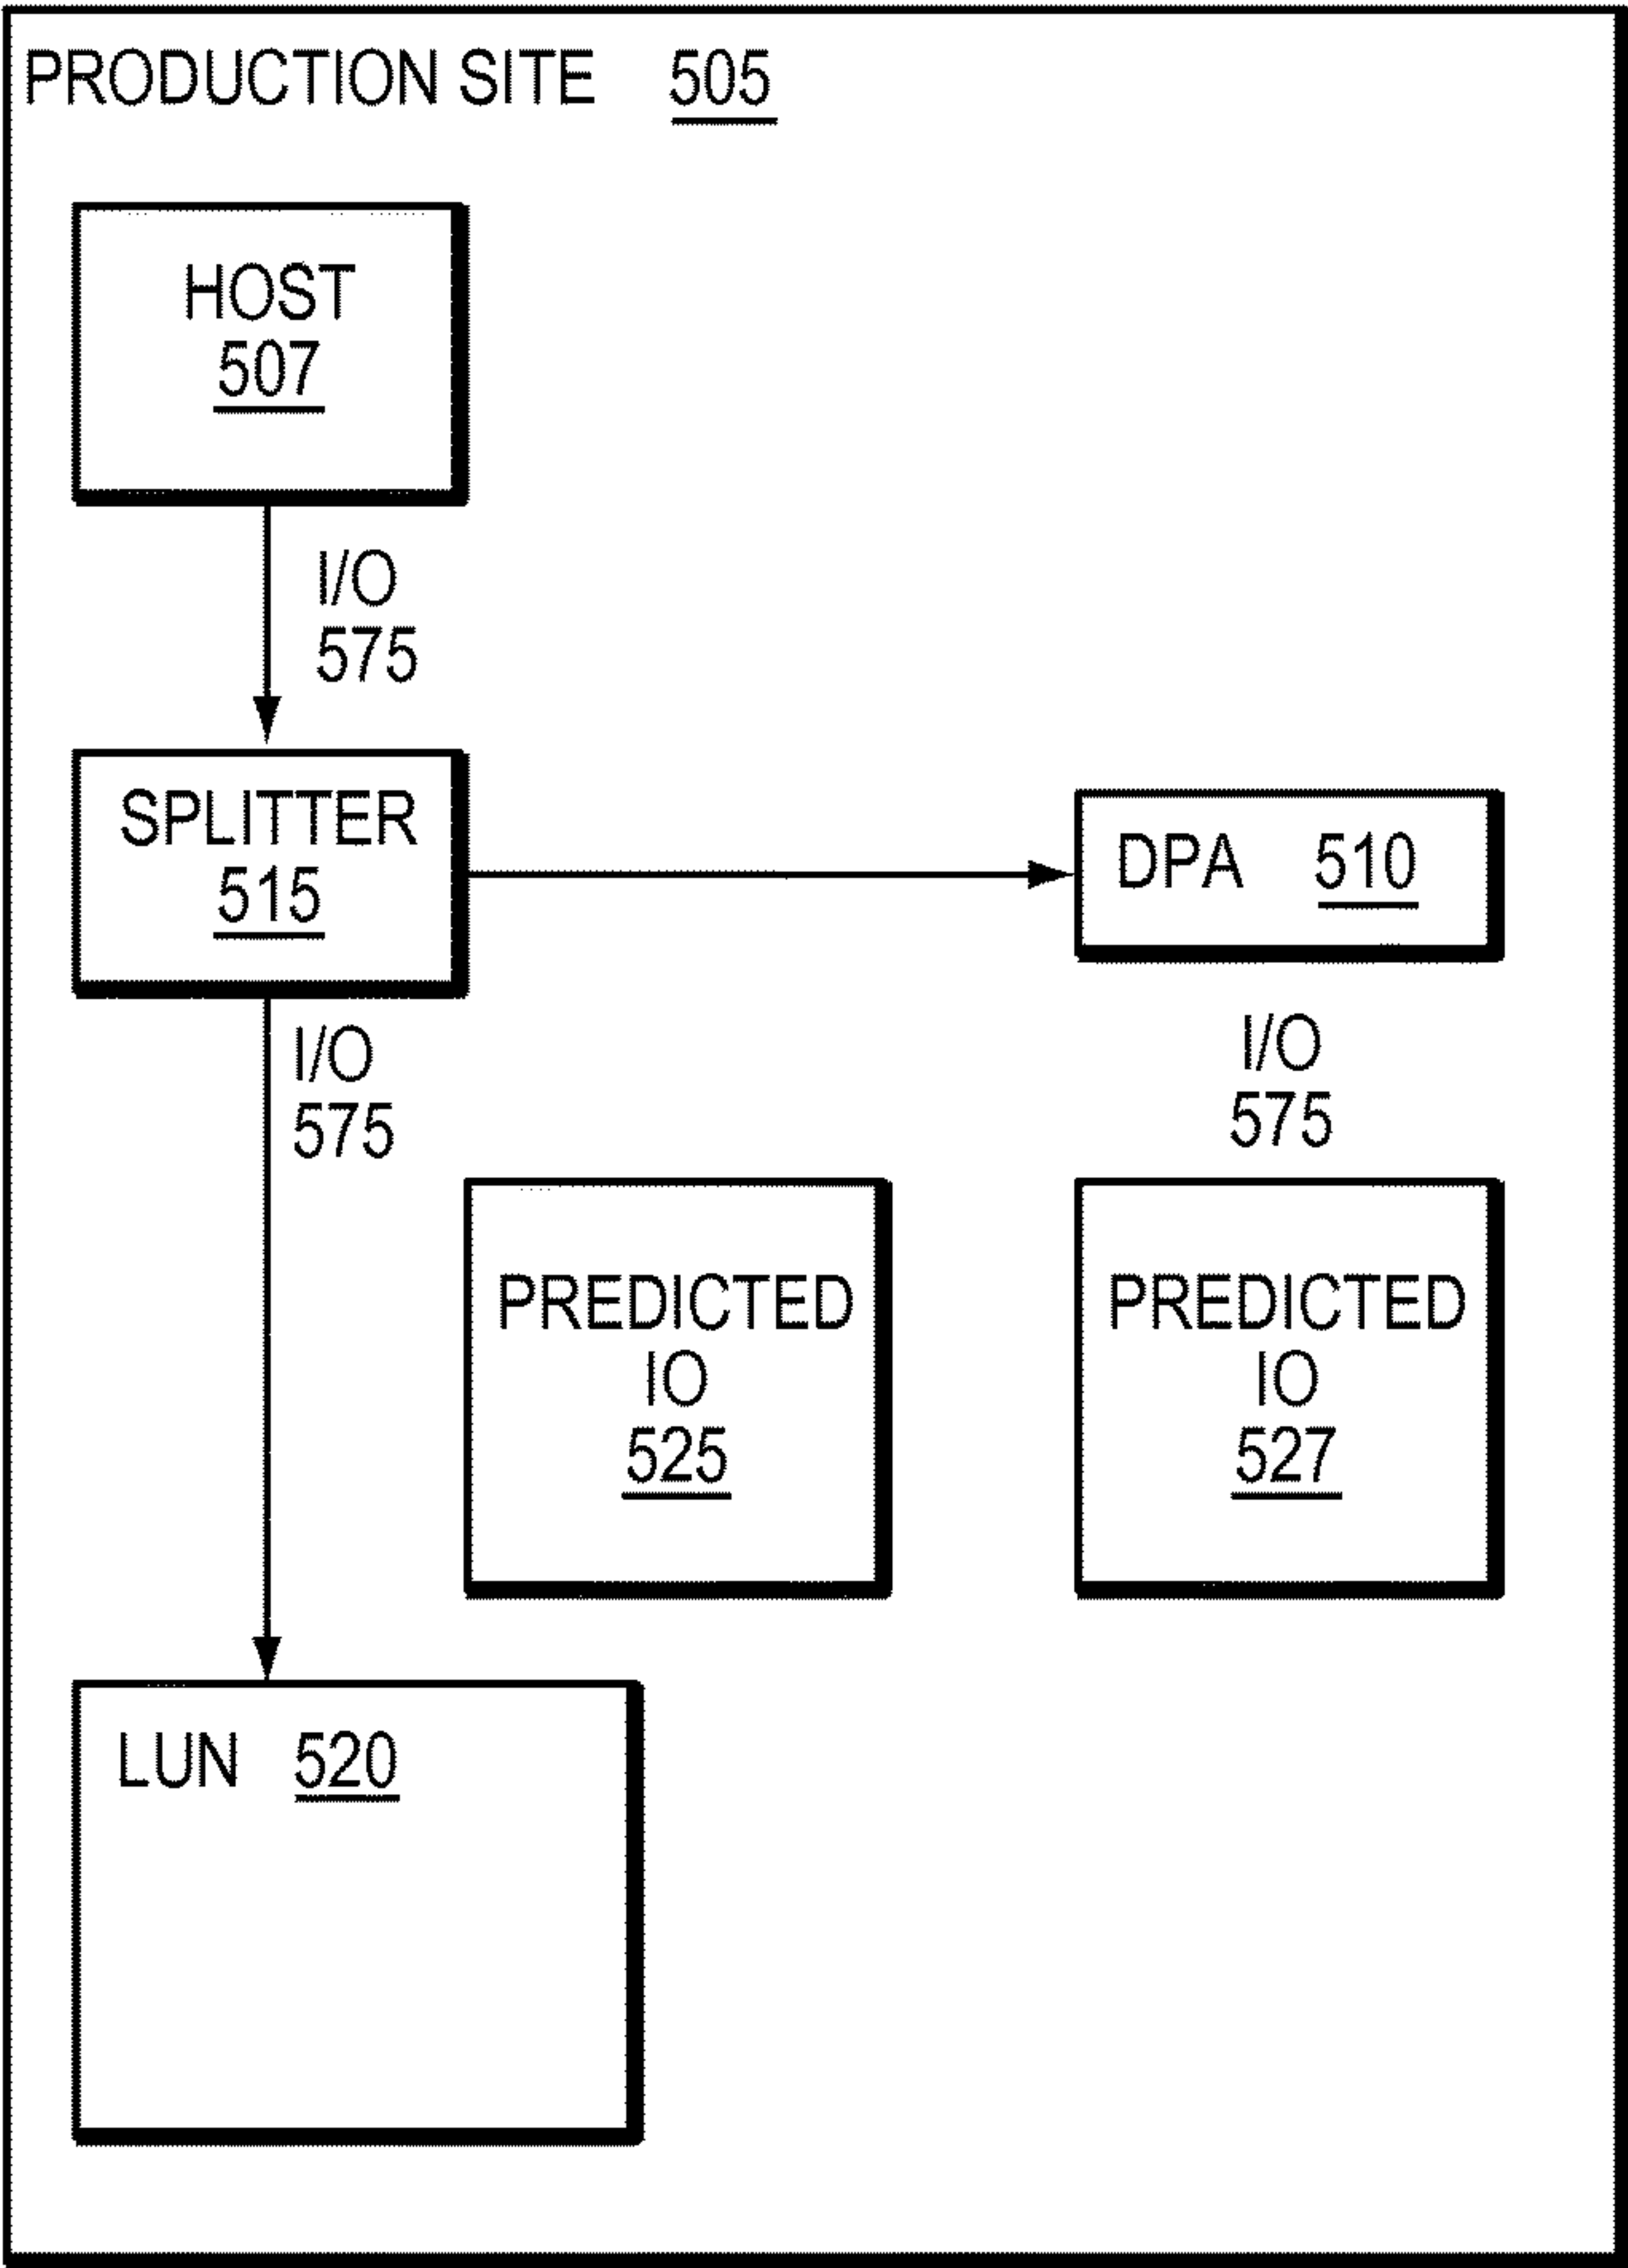 PRODUCTION SITE 505
HOST
507
I/O
575
SPLITTER
515
DPA 510
I/O
575
I/O
575
PREDICTED
IO
525
PREDICTED
IO
527
LUN 520